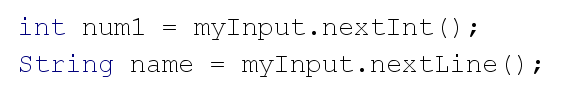 int num1 = myInput.nextInt();
String name = myInput.nextLine();